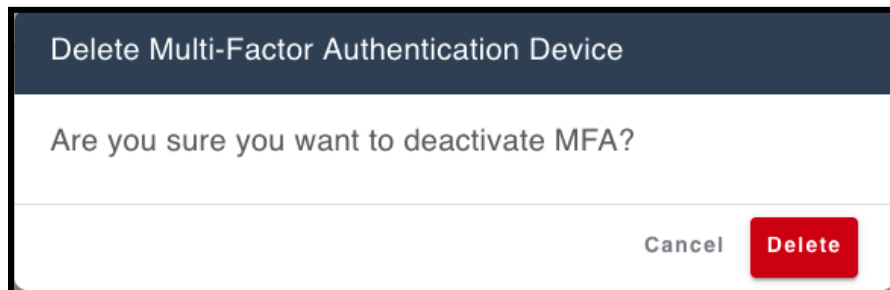 Delete Multi-Factor Authentication Device
Are you sure you want to deactivate MFA?
Cancel Delete